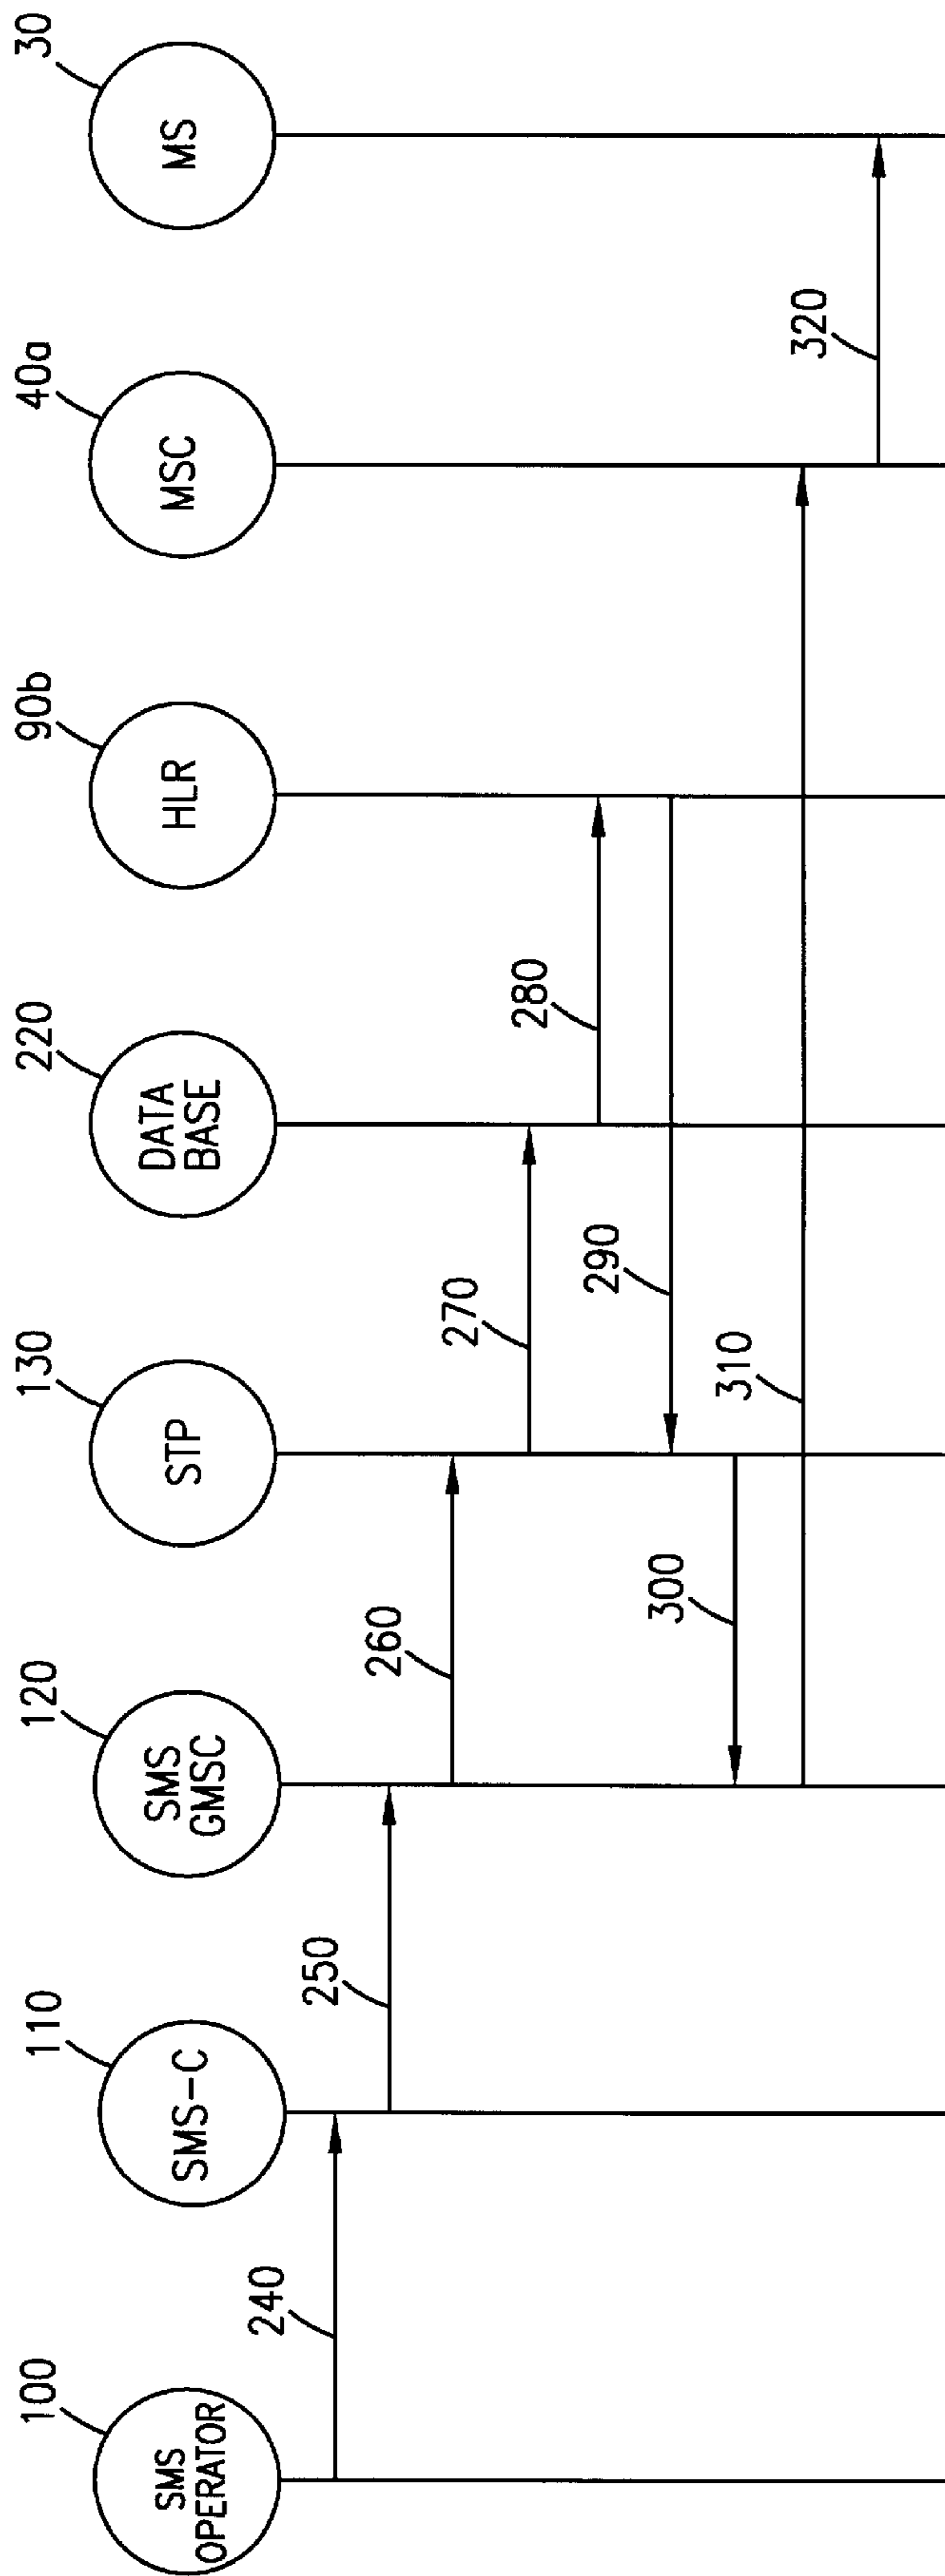 100
SMS
OPERATOR
110
SMS-C
120
SMS
GMSC
130
STP
220
DATA
BASE
90b
HLR
40a
MSC
30
MS
240
250
260
270
280
290
300
310
320